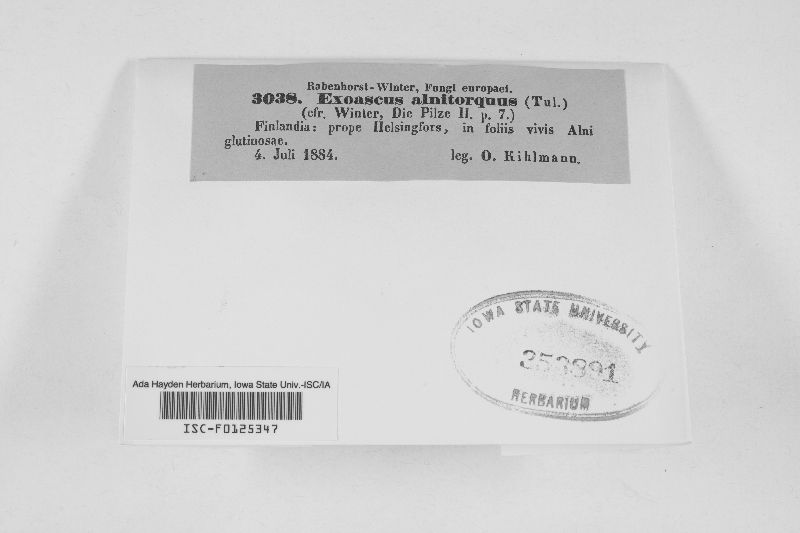 Rabenhorst-Winter, Fungi europaei.
3038. Exoascus alnitorquus (Tul.)
(cfr. Winter, Die Pilze II. p. 7.)
Finlandia: prope Helsingfors, in foliis vivis Alni
glutinosae.
4. Juli 1884. leg. O. Kihlmann.
IOWA STATE UNIVERSITY
353891
HERBARIUM
Ada Hayden Herbarium, Iowa State Univ.-ISC/IA
ISC-F0125347